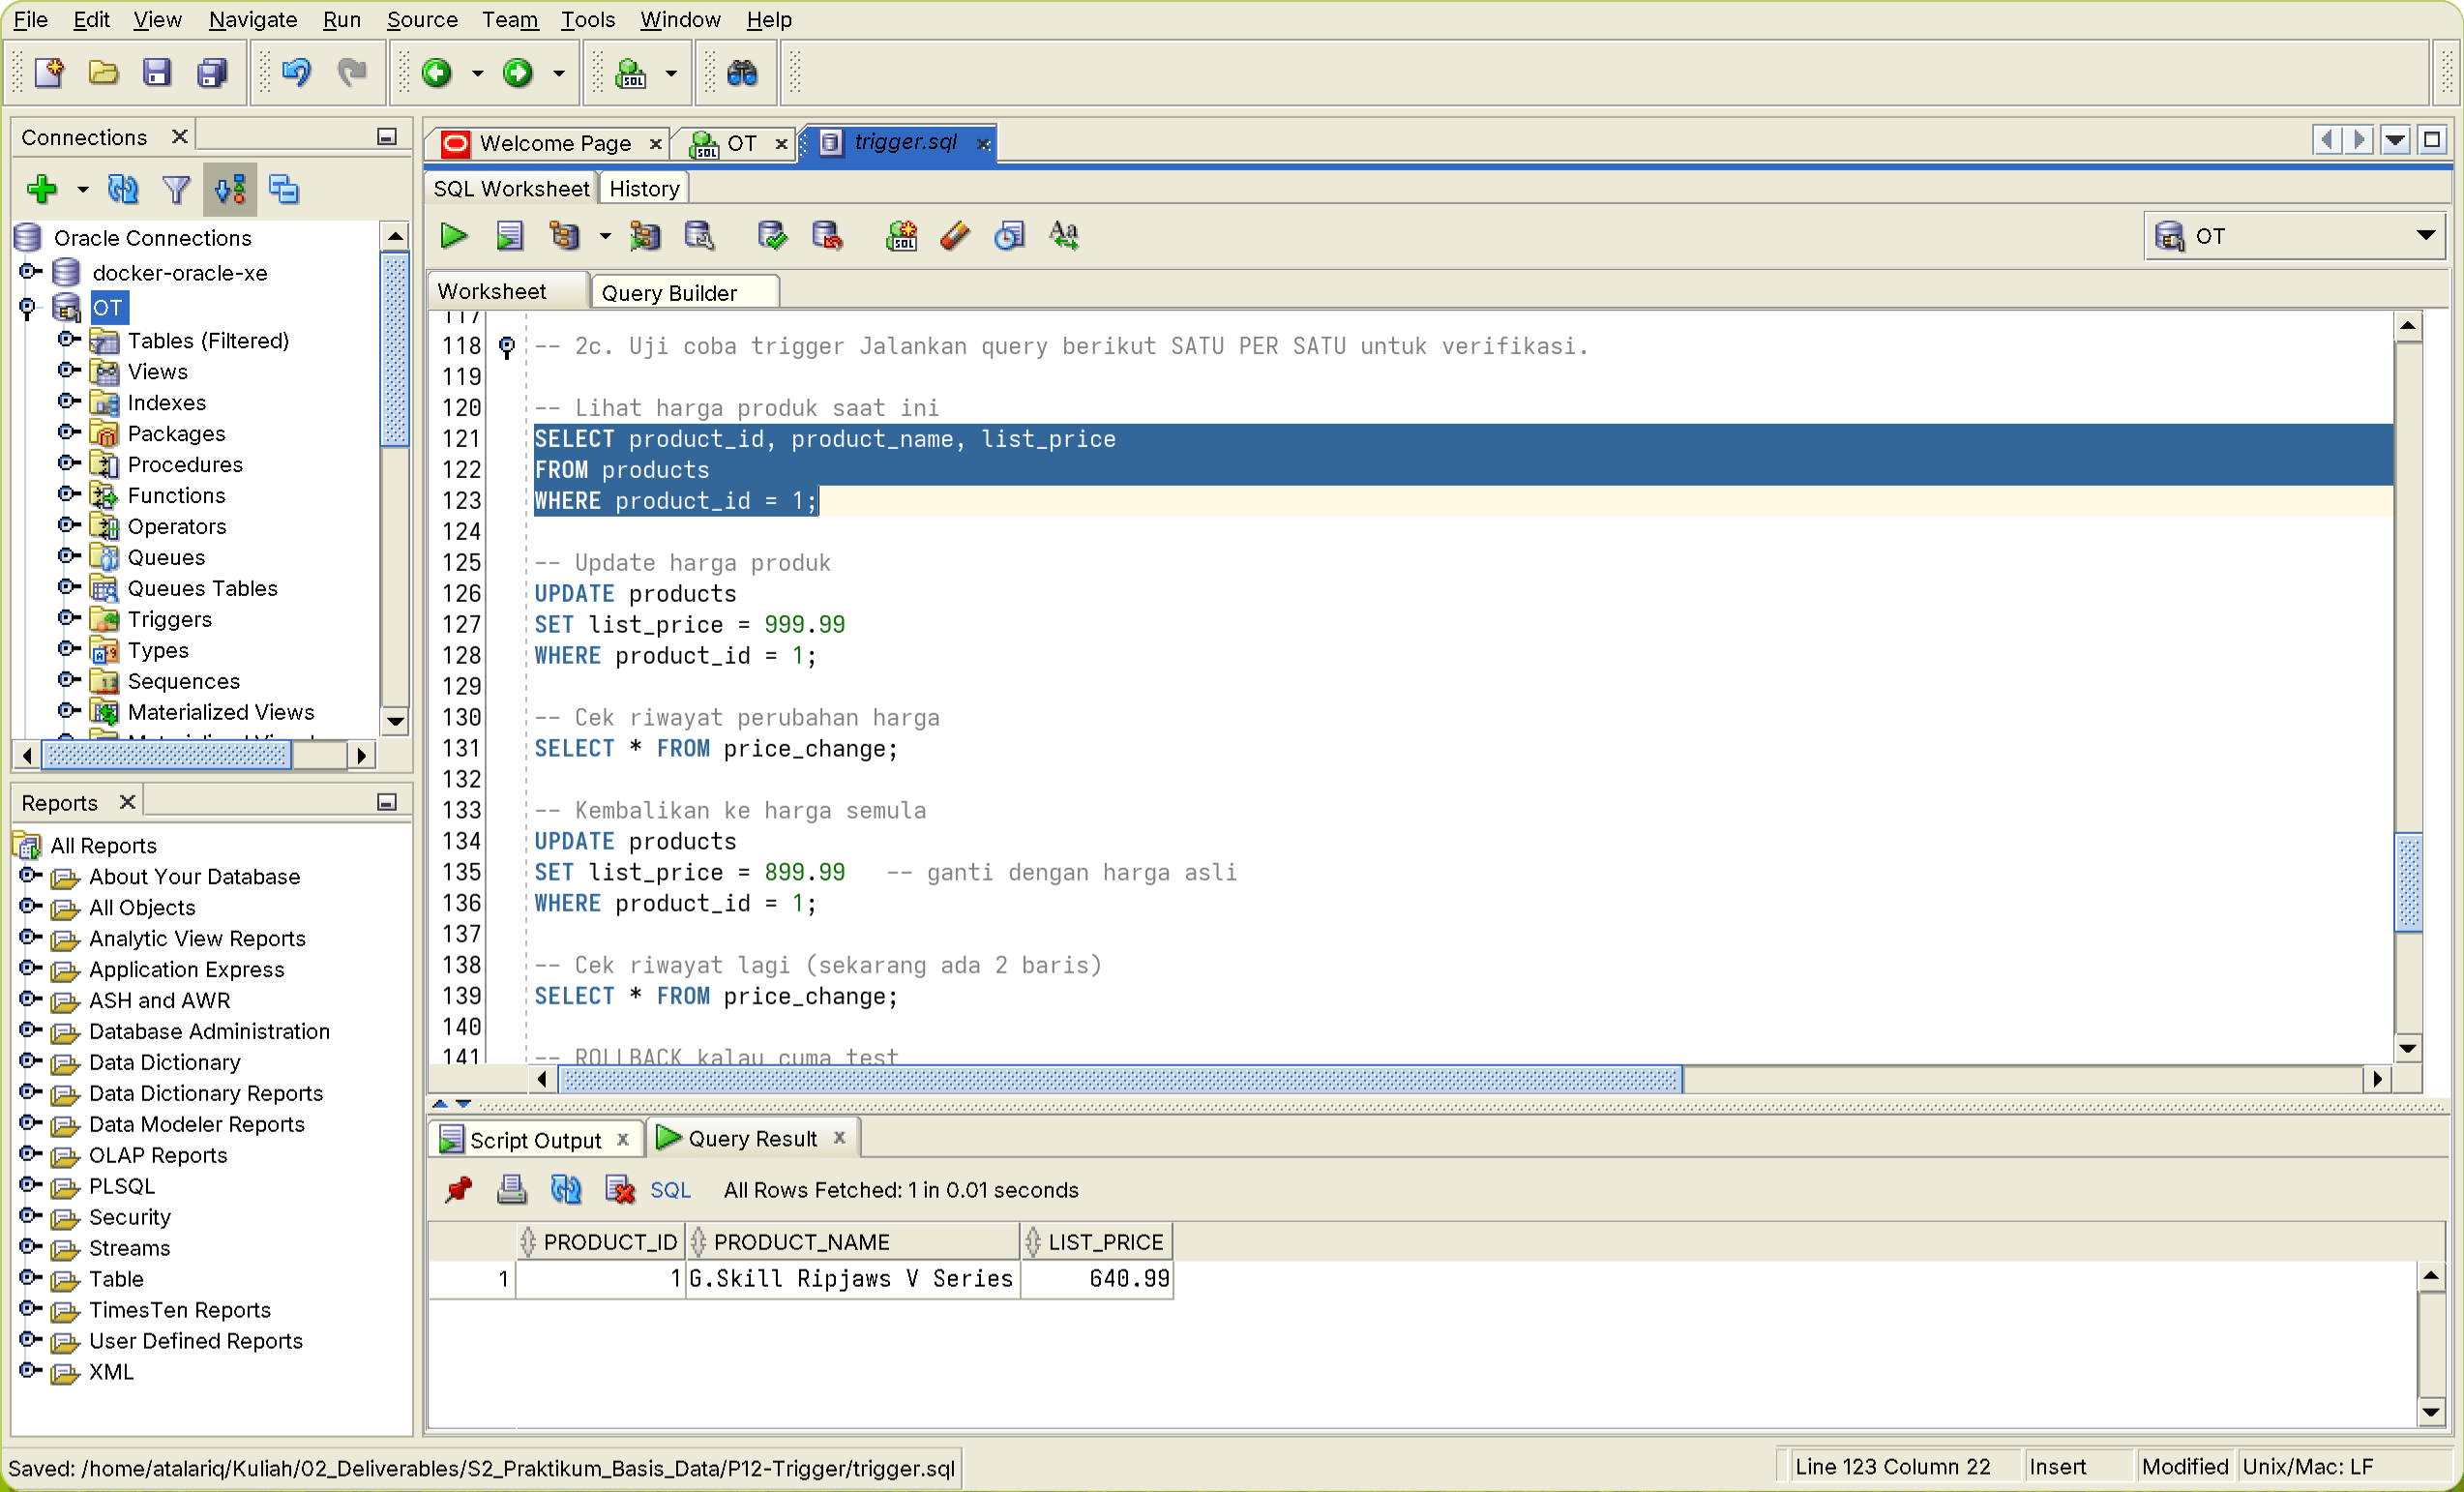 File Edit View Navigate Run Source Team Tools Window Help
Connections
Oracle Connections
docker-oracle-xe
OT
Tables (Filtered)
Views
Indexes
Packages
Procedures
Functions
Operators
Queues
Queues Tables
Triggers
Types
Sequences
Materialized Views
Reports
All Reports
About Your Database
All Objects
Analytic View Reports
Application Express
ASH and AWR
Database Administration
Data Dictionary
Data Dictionary Reports
Data Modeler Reports
OLAP Reports
PLSQL
Security
Streams
Table
TimesTen Reports
User Defined Reports
XML
Welcome Page OT trigger.sql
SQL Worksheet History
OT
Worksheet Query Builder
117
118 -- 2c. Uji coba trigger Jalankan query berikut SATU PER SATU untuk verifikasi.
119
120 -- Lihat harga produk saat ini
121 SELECT product_id, product_name, list_price
122 FROM products
123 WHERE product_id = 1;
124
125 -- Update harga produk
126 UPDATE products
127 SET list_price = 999.99
128 WHERE product_id = 1;
129
130 -- Cek riwayat perubahan harga
131 SELECT * FROM price_change;
132
133 -- Kembalikan ke harga semula
134 UPDATE products
135 SET list_price = 899.99 -- ganti dengan harga asli
136 WHERE product_id = 1;
137
138 -- Cek riwayat lagi (sekarang ada 2 baris)
139 SELECT * FROM price_change;
140
141 -- ROLLBACK kalau cuma test
Script Output Query Result
SQL All Rows Fetched: 1 in 0.01 seconds
PRODUCT_ID PRODUCT_NAME LIST_PRICE
1 1 G.Skill Ripjaws V Series 640.99
Saved: /home/atalariq/Kuliah/02_Deliverables/S2_Praktikum_Basis_Data/P12-Trigger/trigger.sql
Line 123 Column 22 Insert Modified Unix/Mac: LF